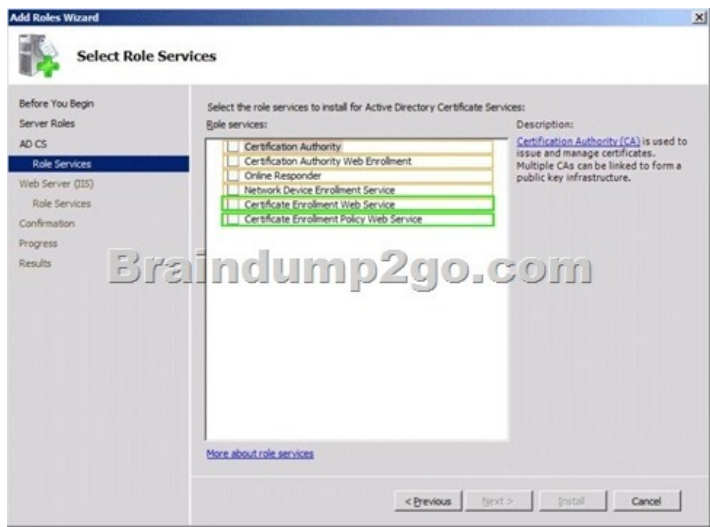 Add Roles Wizard
Select Role Services
Before You Begin
Server Roles
AD CS
Role Services
Web Server (IIS)
Role Services
Confirmation
Progress
Results
Select the role services to install for Active Directory Certificate Services:
Role services:
Certification Authority
Certification Authority Web Enrollment
Online Responder
Network Device Enrollment Service
Certificate Enrollment Web Service
Certificate Enrollment Policy Web Service
Description:
Certification Authority (CA) is used to
issue and manage certificates.
Multiple CAs can be linked to form a
public key infrastructure.
Braindump2go.com
More about role services
< Previous
Next >
Install
Cancel